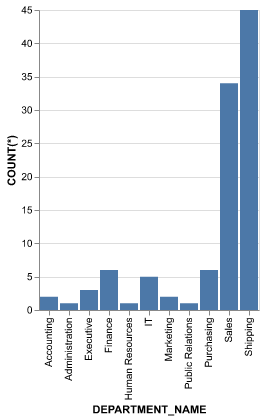 COUNT(*)
45
40
35
30
25
20
15
10
5
0
Accounting
Administration
Executive
Finance
Human Resources
IT
Marketing
Public Relations
Purchasing
Sales
Shipping
DEPARTMENT_NAME